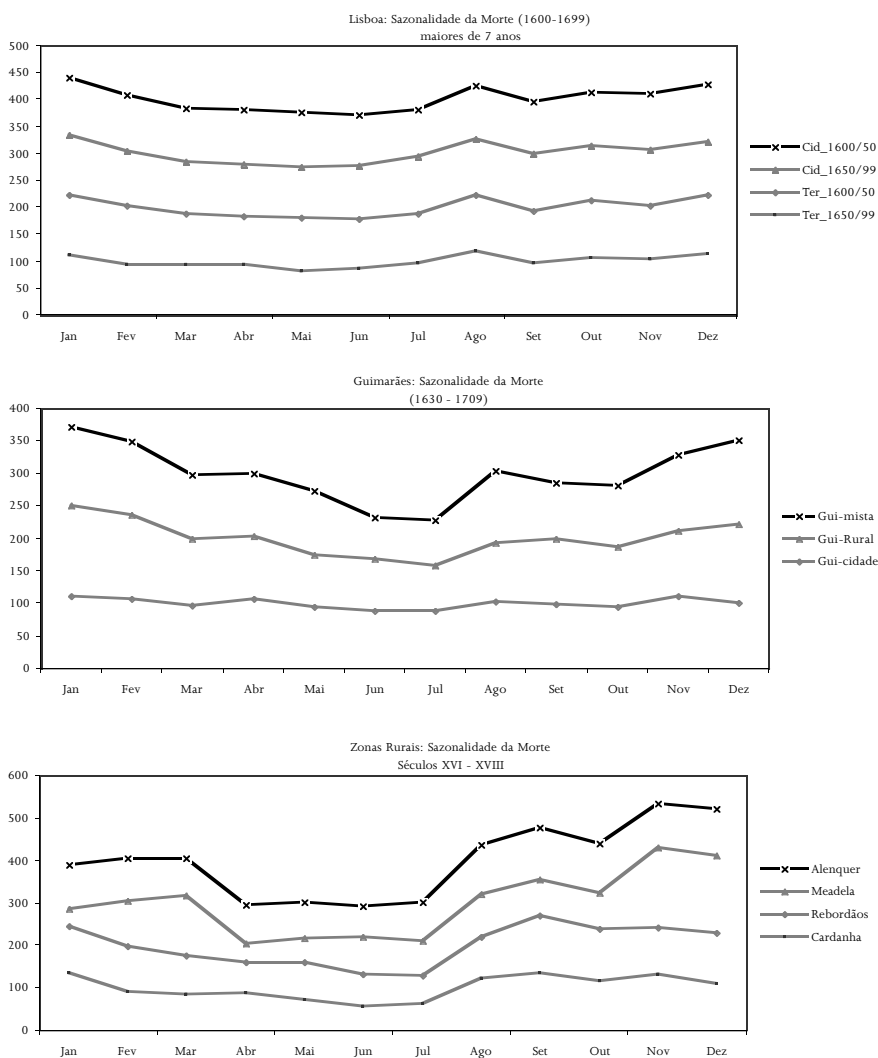 Lisboa: Sazonalidade da Morte (1600-1699)
maiores de 7 anos
500
450
400
350
300
250
200
150
100
50
0
Jan Fev Mar Abr Mai Jun Jul Ago Set Out Nov Dez
Cid_1600/50
Cid_1650/99
Ter_1600/50
Ter_1650/99
Guimarães: Sazonalidade da Morte
(1630 - 1709)
400
350
300
250
200
150
100
50
0
Jan Fev Mar Abr Mai Jun Jul Ago Set Out Nov Dez
Gui-mista
Gui-Rural
Gui-cidade
Zonas Rurais: Sazonalidade da Morte
Séculos XVI - XVIII
600
500
400
300
200
100
0
Jan Fev Mar Abr Mai Jun Jul Ago Set Out Nov Dez
Alenquer
Meadela
Rebordãos
Cardanha